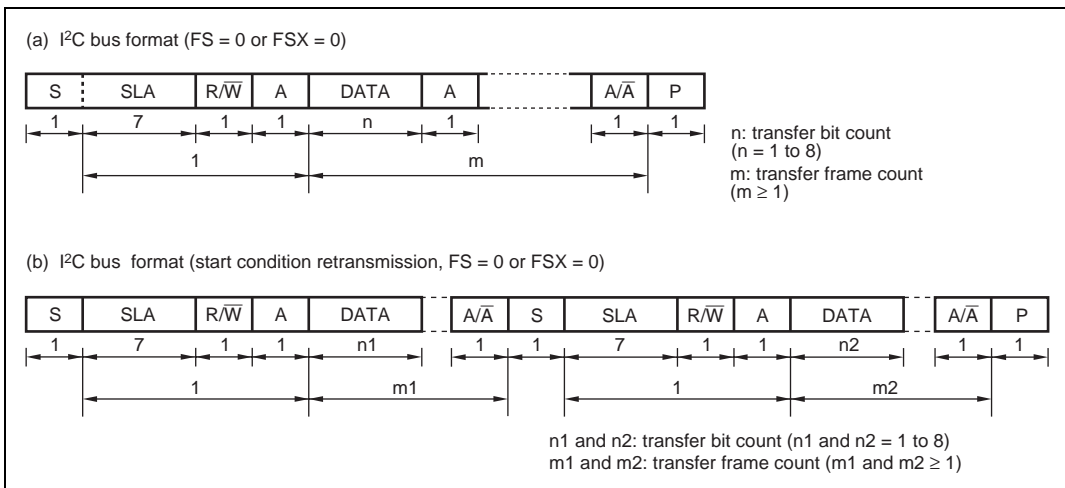 (a) I²C bus format (FS = 0 or FSX = 0)
S SLA R/W̅ A DATA A A/A̅ P
1 7 1 1 n 1 1 1
1 m
n: transfer bit count
(n = 1 to 8)
m: transfer frame count
(m ≥ 1)
(b) I²C bus format (start condition retransmission, FS = 0 or FSX = 0)
S SLA R/W̅ A DATA A/A̅ S SLA R/W̅ A DATA A/A̅ P
1 7 1 1 n1 1 1 7 1 1 n2 1 1
1 m1 1 m2
n1 and n2: transfer bit count (n1 and n2 = 1 to 8)
m1 and m2: transfer frame count (m1 and m2 ≥ 1)